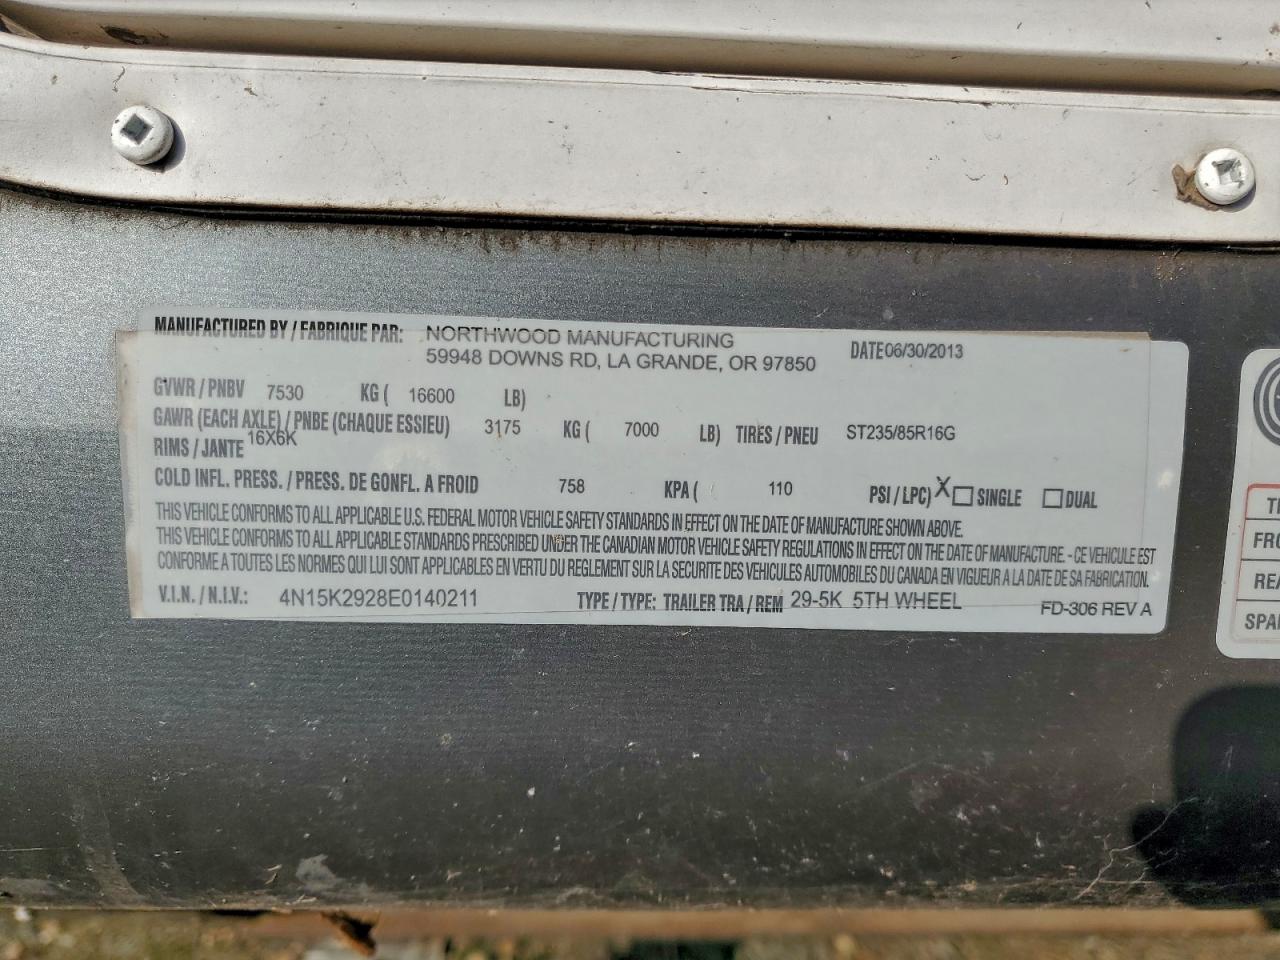 MANUFACTURED BY / FABRIQUE PAR: NORTHWOOD MANUFACTURING
59948 DOWNS RD, LA GRANDE, OR 97850 DATE06/30/2013
GVWR / PNBV 7530 KG ( 16600 LB)
GAWR (EACH AXLE) / PNBE (CHAQUE ESSIEU) 3175 KG ( 7000 LB) TIRES / PNEU ST235/85R16G
RIMS / JANTE 16X6K
COLD INFL. PRESS. / PRESS. DE GONFL. A FROID 758 KPA ( 110 PSI / LPC) X☐ SINGLE ☐ DUAL
THIS VEHICLE CONFORMS TO ALL APPLICABLE U.S. FEDERAL MOTOR VEHICLE SAFETY STANDARDS IN EFFECT ON THE DATE OF MANUFACTURE SHOWN ABOVE.
THIS VEHICLE CONFORMS TO ALL APPLICABLE STANDARDS PRESCRIBED UNDER THE CANADIAN MOTOR VEHICLE SAFETY REGULATIONS IN EFFECT ON THE DATE OF MANUFACTURE. - CE VEHICULE EST
CONFORME A TOUTES LES NORMES QUI LUI SONT APPLICABLES EN VERTU DU REGLEMENT SUR LA SECURITE DES VEHICULES AUTOMOBILES DU CANADA EN VIGUEUR A LA DATE DE SA FABRICATION.
V.I.N. / N.I.V.: 4N15K2928E0140211 TYPE / TYPE: TRAILER TRA / REM 29-5K 5TH WHEEL FD-306 REV A